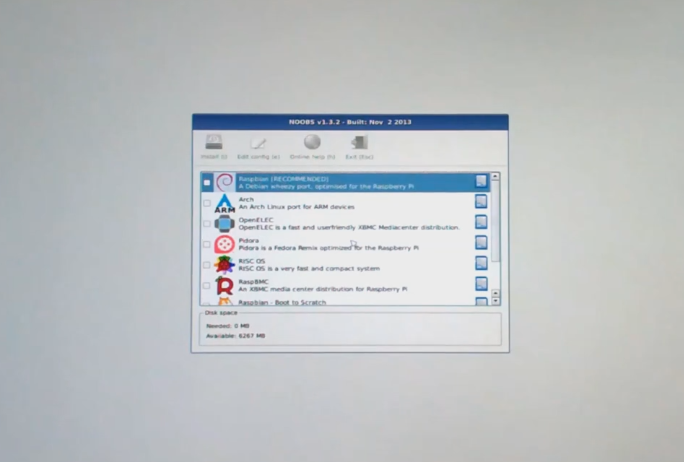 NOOBS v1.3.2 - Built: Nov 2 2013
Install (i) Edit config (e) Online help (h) Exit (Esc)
Raspbian [RECOMMENDED]
A Debian wheezy port, optimised for the Raspberry Pi
Arch
An Arch Linux port for ARM devices
ARM
OpenELEC
OpenELEC is a fast and userfriendly XBMC Mediacenter distribution.
Pidora
Pidora is a Fedora Remix optimized for the Raspberry Pi
RISC OS
RISC OS is a very fast and compact system
RaspBMC
An XBMC media center distribution for Raspberry Pi
Raspbian - Boot to Scratch
Disk space
Needed: 0 MB
Available: 6267 MB